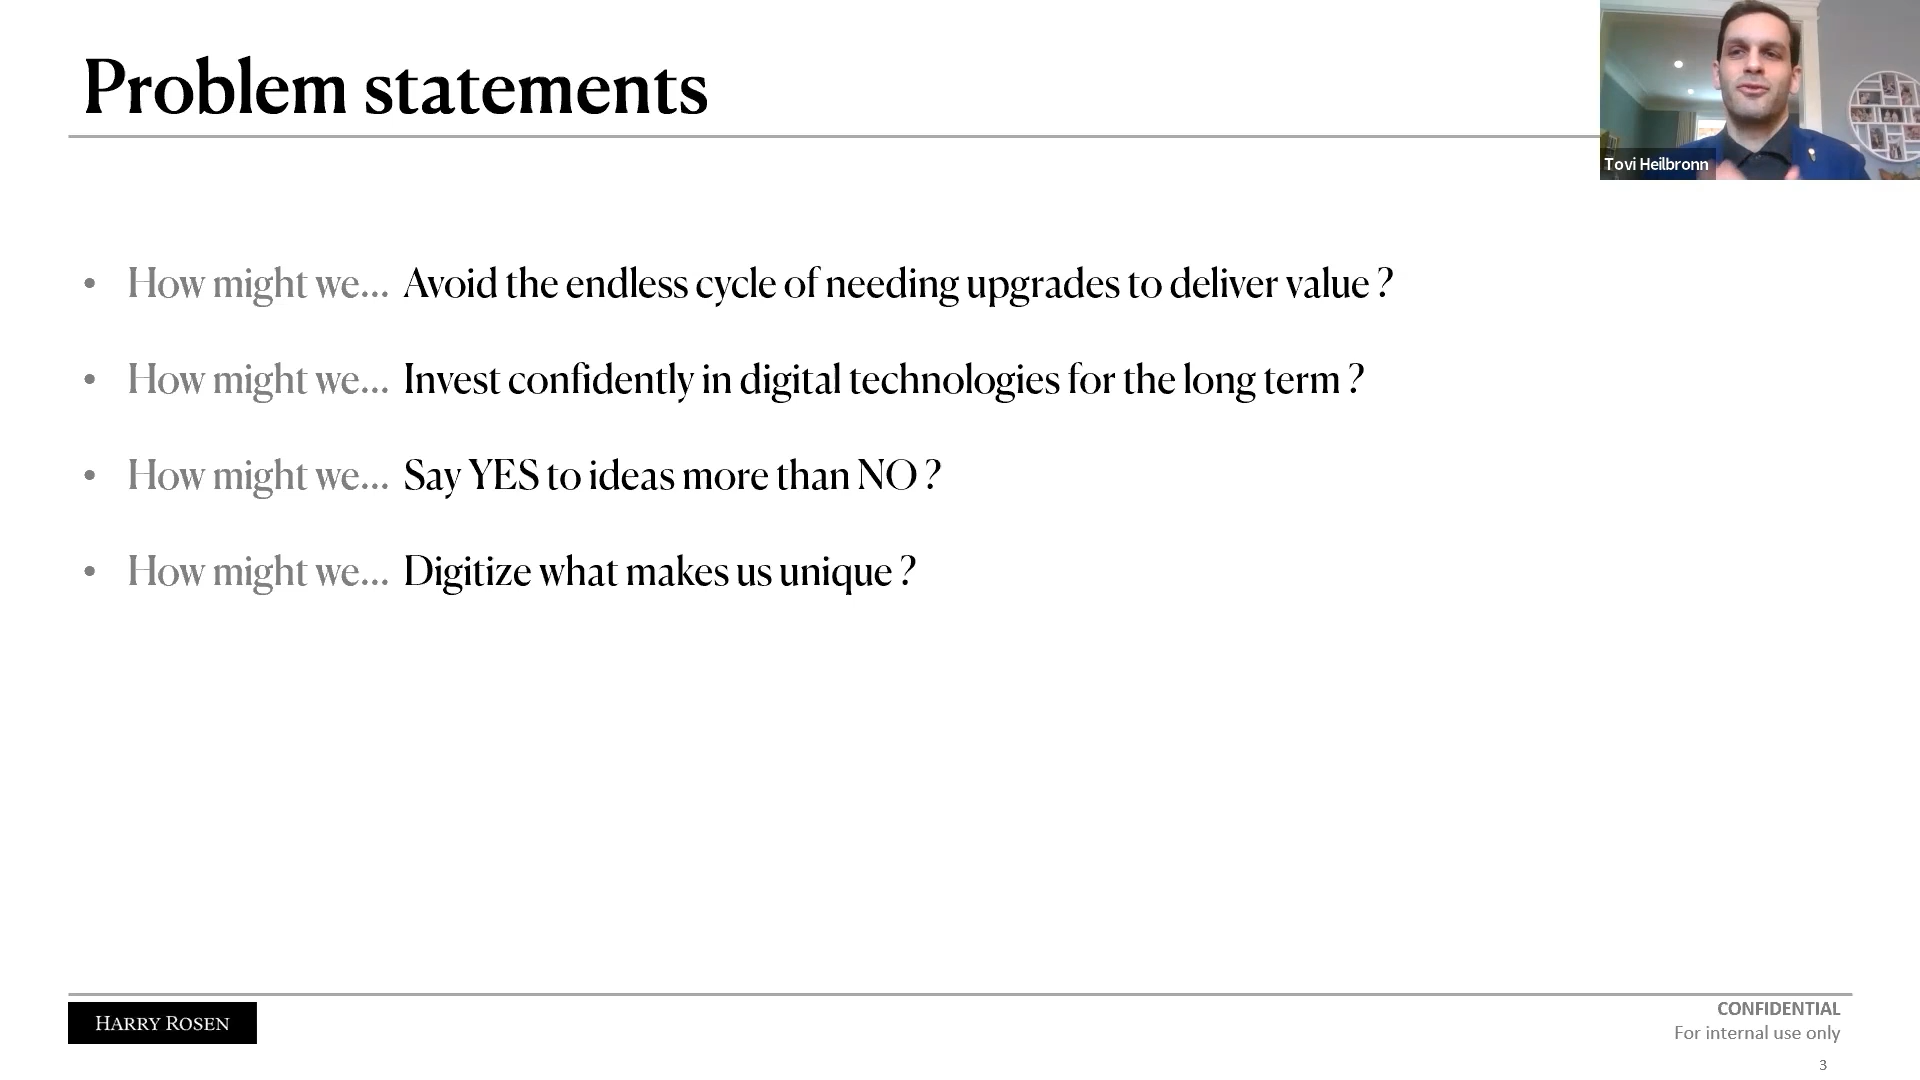 Problem statements
Tovi Heilbronn
• How might we... Avoid the endless cycle of needing upgrades to deliver value ?
• How might we... Invest confidently in digital technologies for the long term ?
• How might we... Say YES to ideas more than NO ?
• How might we... Digitize what makes us unique ?
HARRY ROSEN
CONFIDENTIAL
For internal use only
3